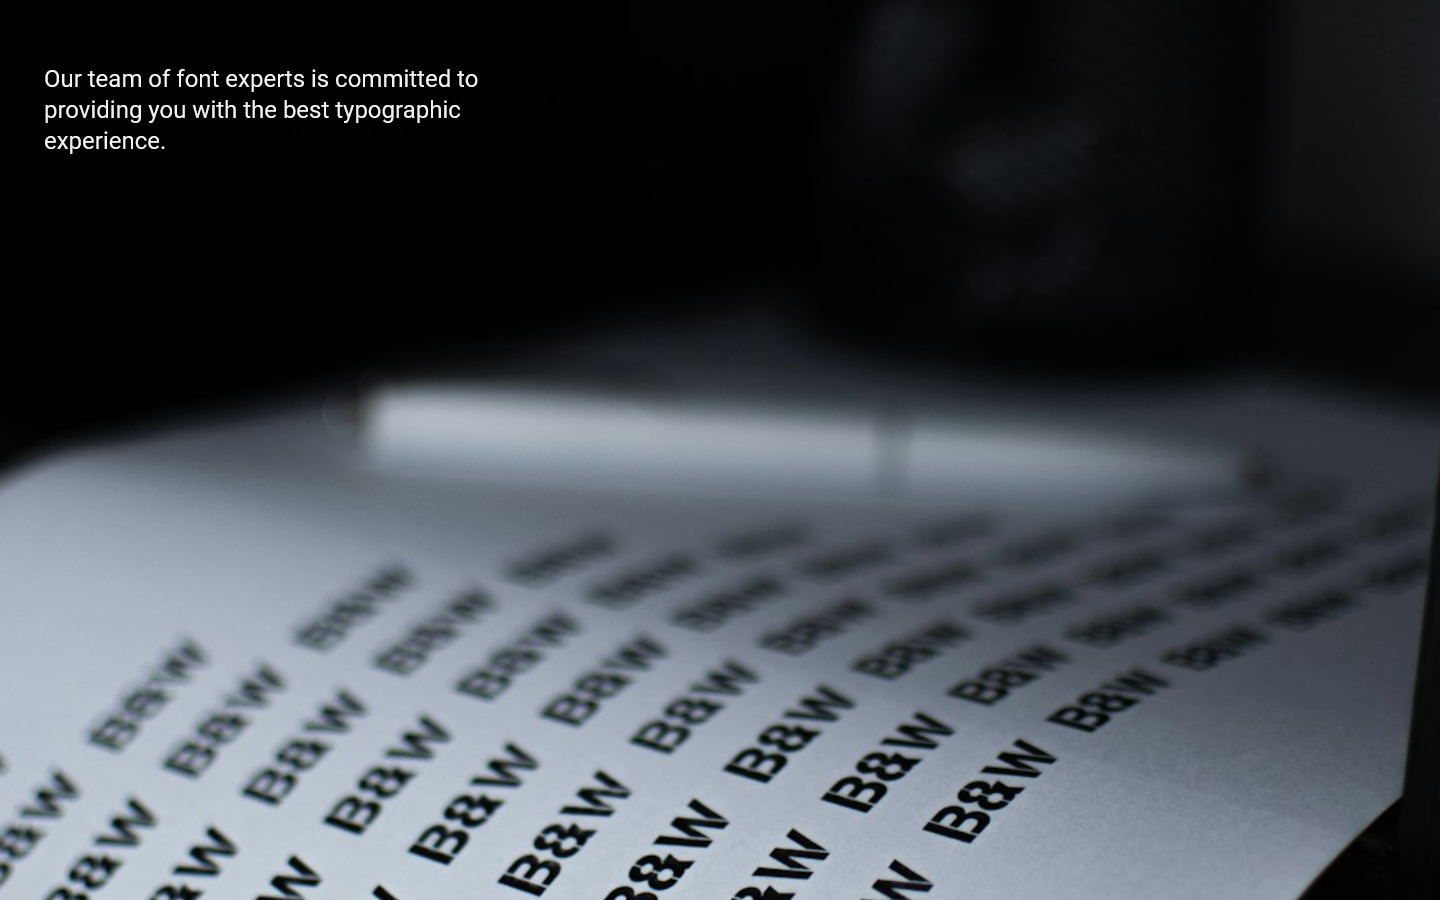 Our team of font experts is committed to
providing you with the best typographic
experience.
B&W B&W B&W
B&W B&W B&W
B&W B&W B&W B&W
&W B&W B&W B&W
W B&W B&W B&W
B&W B&W B&W
B&W B&W B&W
&W B&W B&W B&W
W